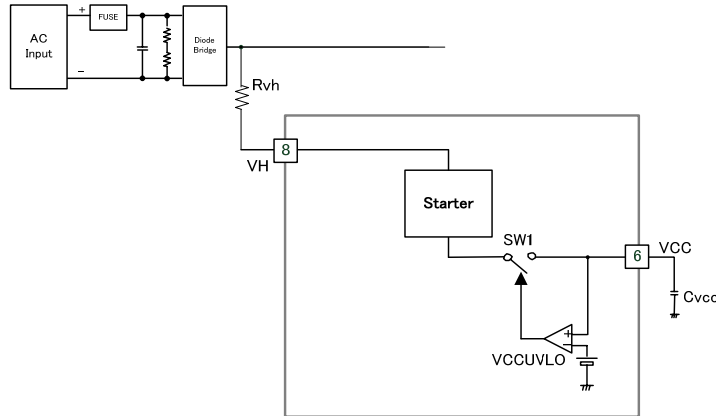 +
FUSE
AC
Input
Diode
Bridge
−
Rvh
8
VH
Starter
SW1
6
VCC
Cvcc
+
−
VCCUVLO